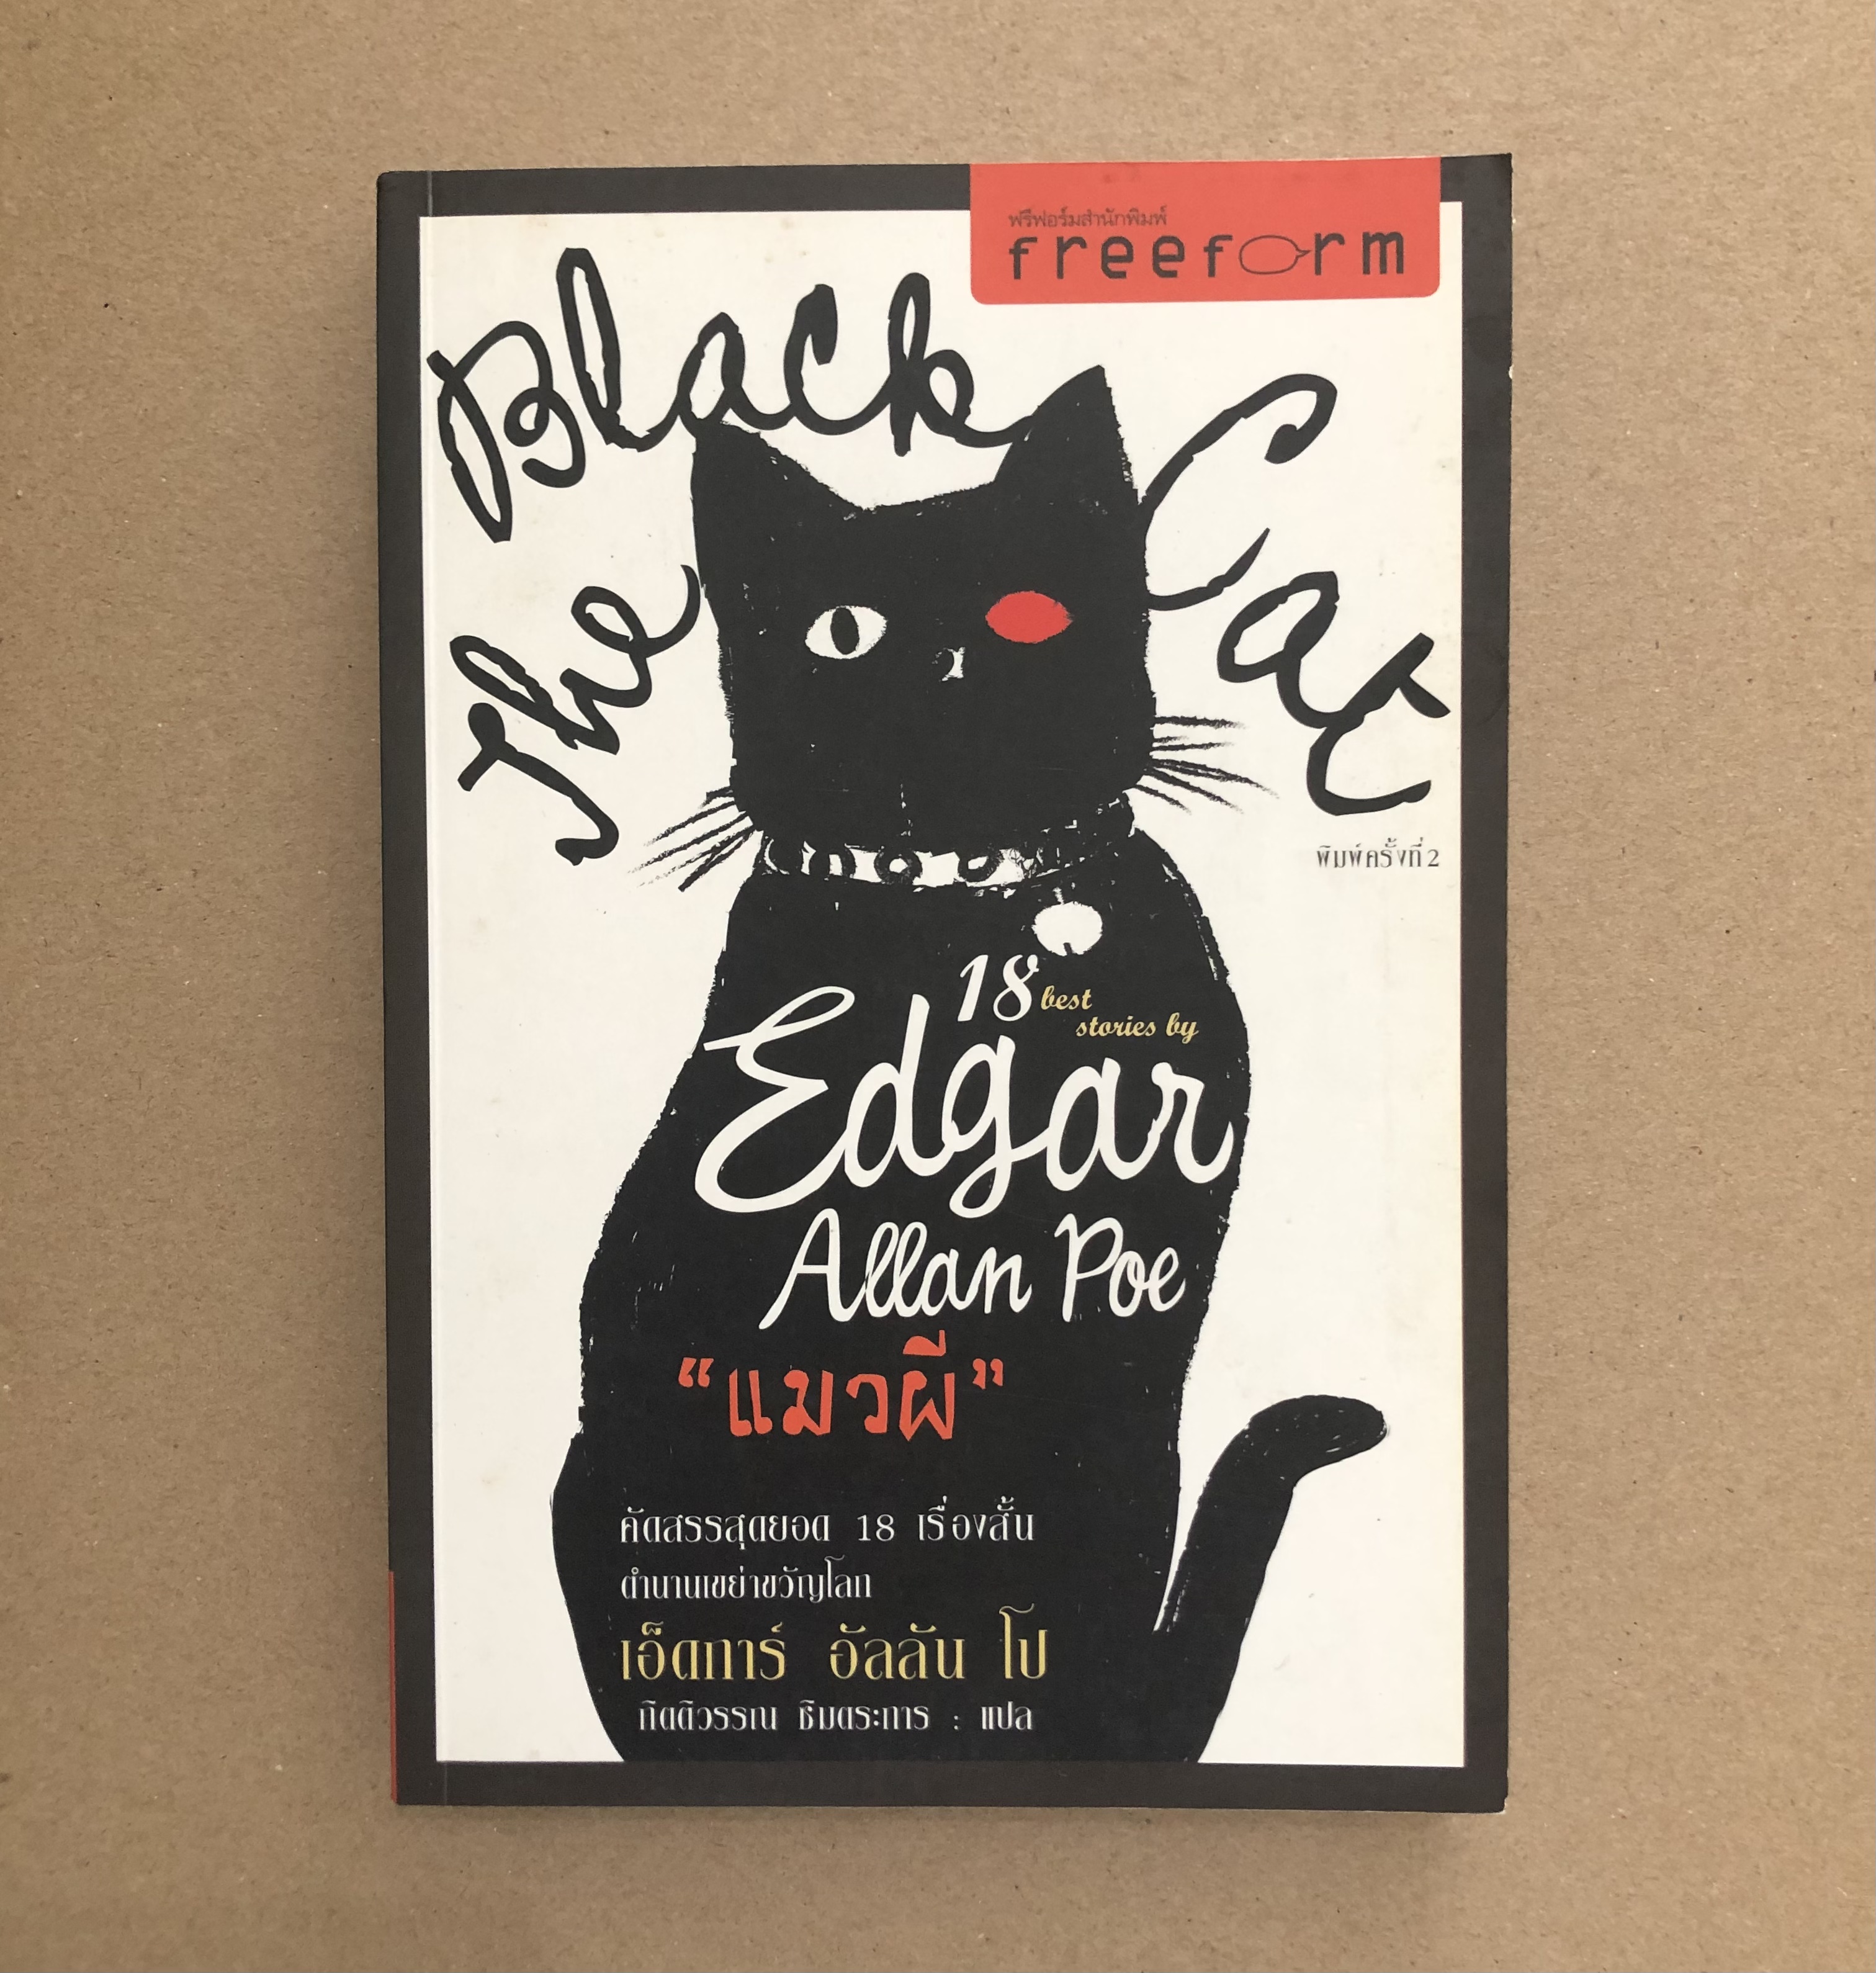 ฟรีฟอร์มสำนักพิมพ์
freeform
The Black Cat
พิมพ์ครั้งที่ 2
18 best
stories by
Edgar
Allan Poe
“แมวผี”
คัดสรรสุดยอด 18 เรื่องสั้น
ตำนานเขย่าขวัญโลก
เอ็ดการ์ อัลลัน โป
กิตติวรรณ ซิมตระการ : แปล